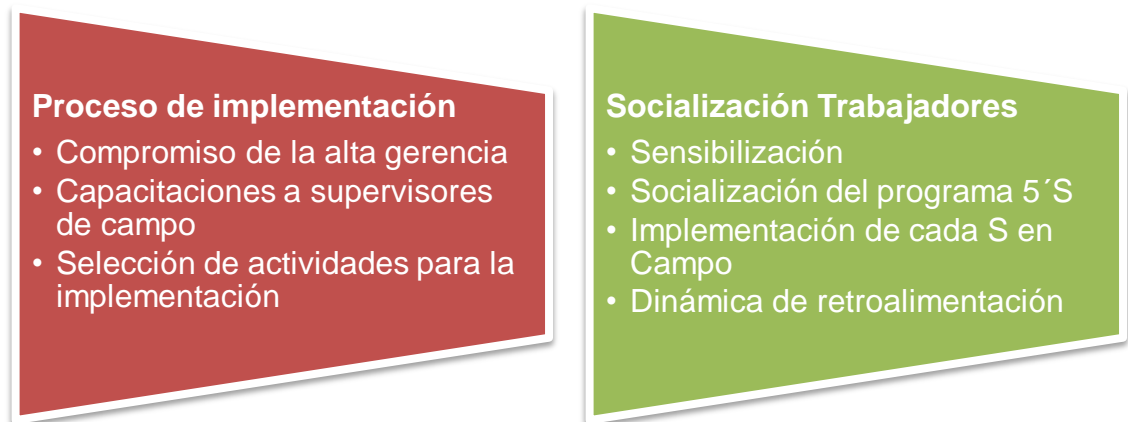 Proceso de implementación
• Compromiso de la alta gerencia
• Capacitaciones a supervisores
de campo
• Selección de actividades para la
implementación
Socialización Trabajadores
• Sensibilización
• Socialización del programa 5´S
• Implementación de cada S en
Campo
• Dinámica de retroalimentación